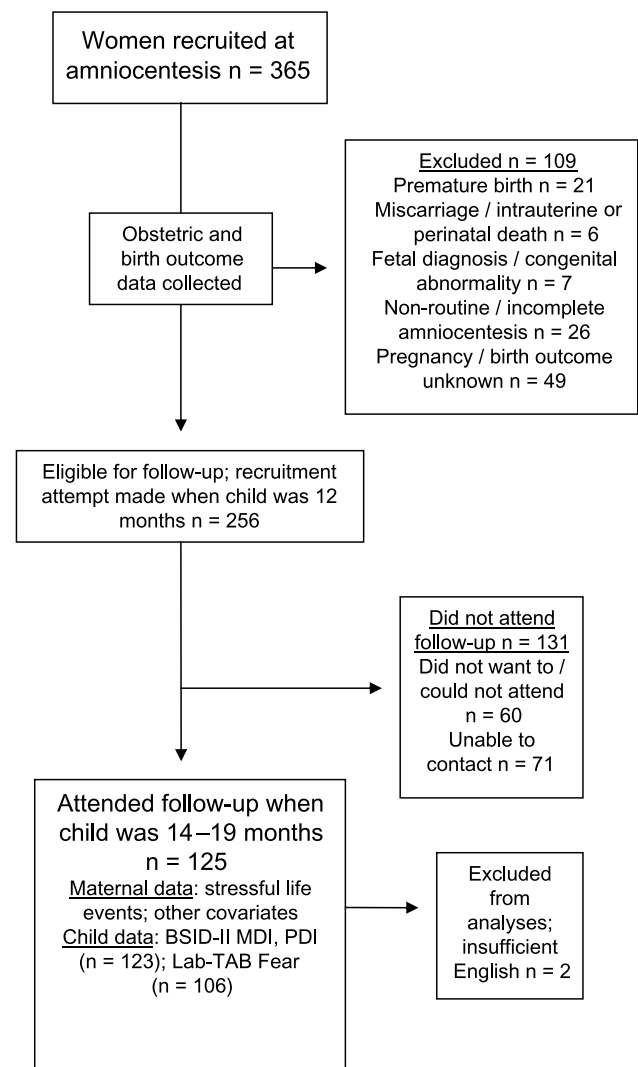 Women recruited at
amniocentesis n = 365
Excluded n = 109
Premature birth n = 21
Miscarriage / intrauterine or
perinatal death n = 6
Fetal diagnosis / congenital
abnormality n = 7
Non-routine / incomplete
amniocentesis n = 26
Pregnancy / birth outcome
unknown n = 49
Obstetric and
birth outcome
data collected
Eligible for follow-up; recruitment
attempt made when child was 12
months n = 256
Did not attend
follow-up n = 131
Did not want to /
could not attend
n = 60
Unable to
contact n = 71
Attended follow-up when
child was 14–19 months
n = 125
Maternal data: stressful life
events; other covariates
Child data: BSID-II MDI, PDI
(n = 123); Lab-TAB Fear
(n = 106)
Excluded
from
analyses;
insufficient
English n = 2